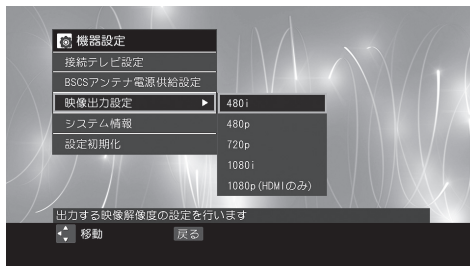 機器設定
接続テレビ設定
BSCSアンテナ電源供給設定
映像出力設定
システム情報
設定初期化
480i
480p
720p
1080i
1080p(HDMIのみ)
出力する映像解像度の設定を行います
移動 戻る